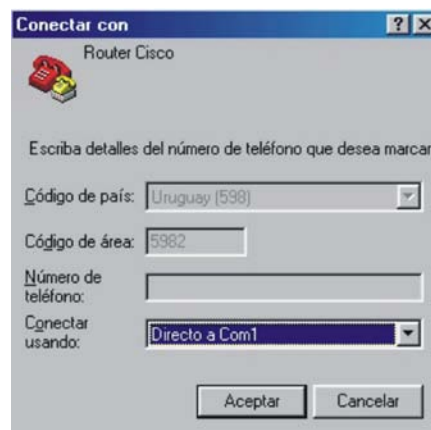 Conectar con
Router Cisco
Escriba detalles del número de teléfono que desea marcar
Código de país: Uruguay (598)
Código de área: 5982
Número de
teléfono:
Conectar
usando: Directo a Com1
Aceptar Cancelar